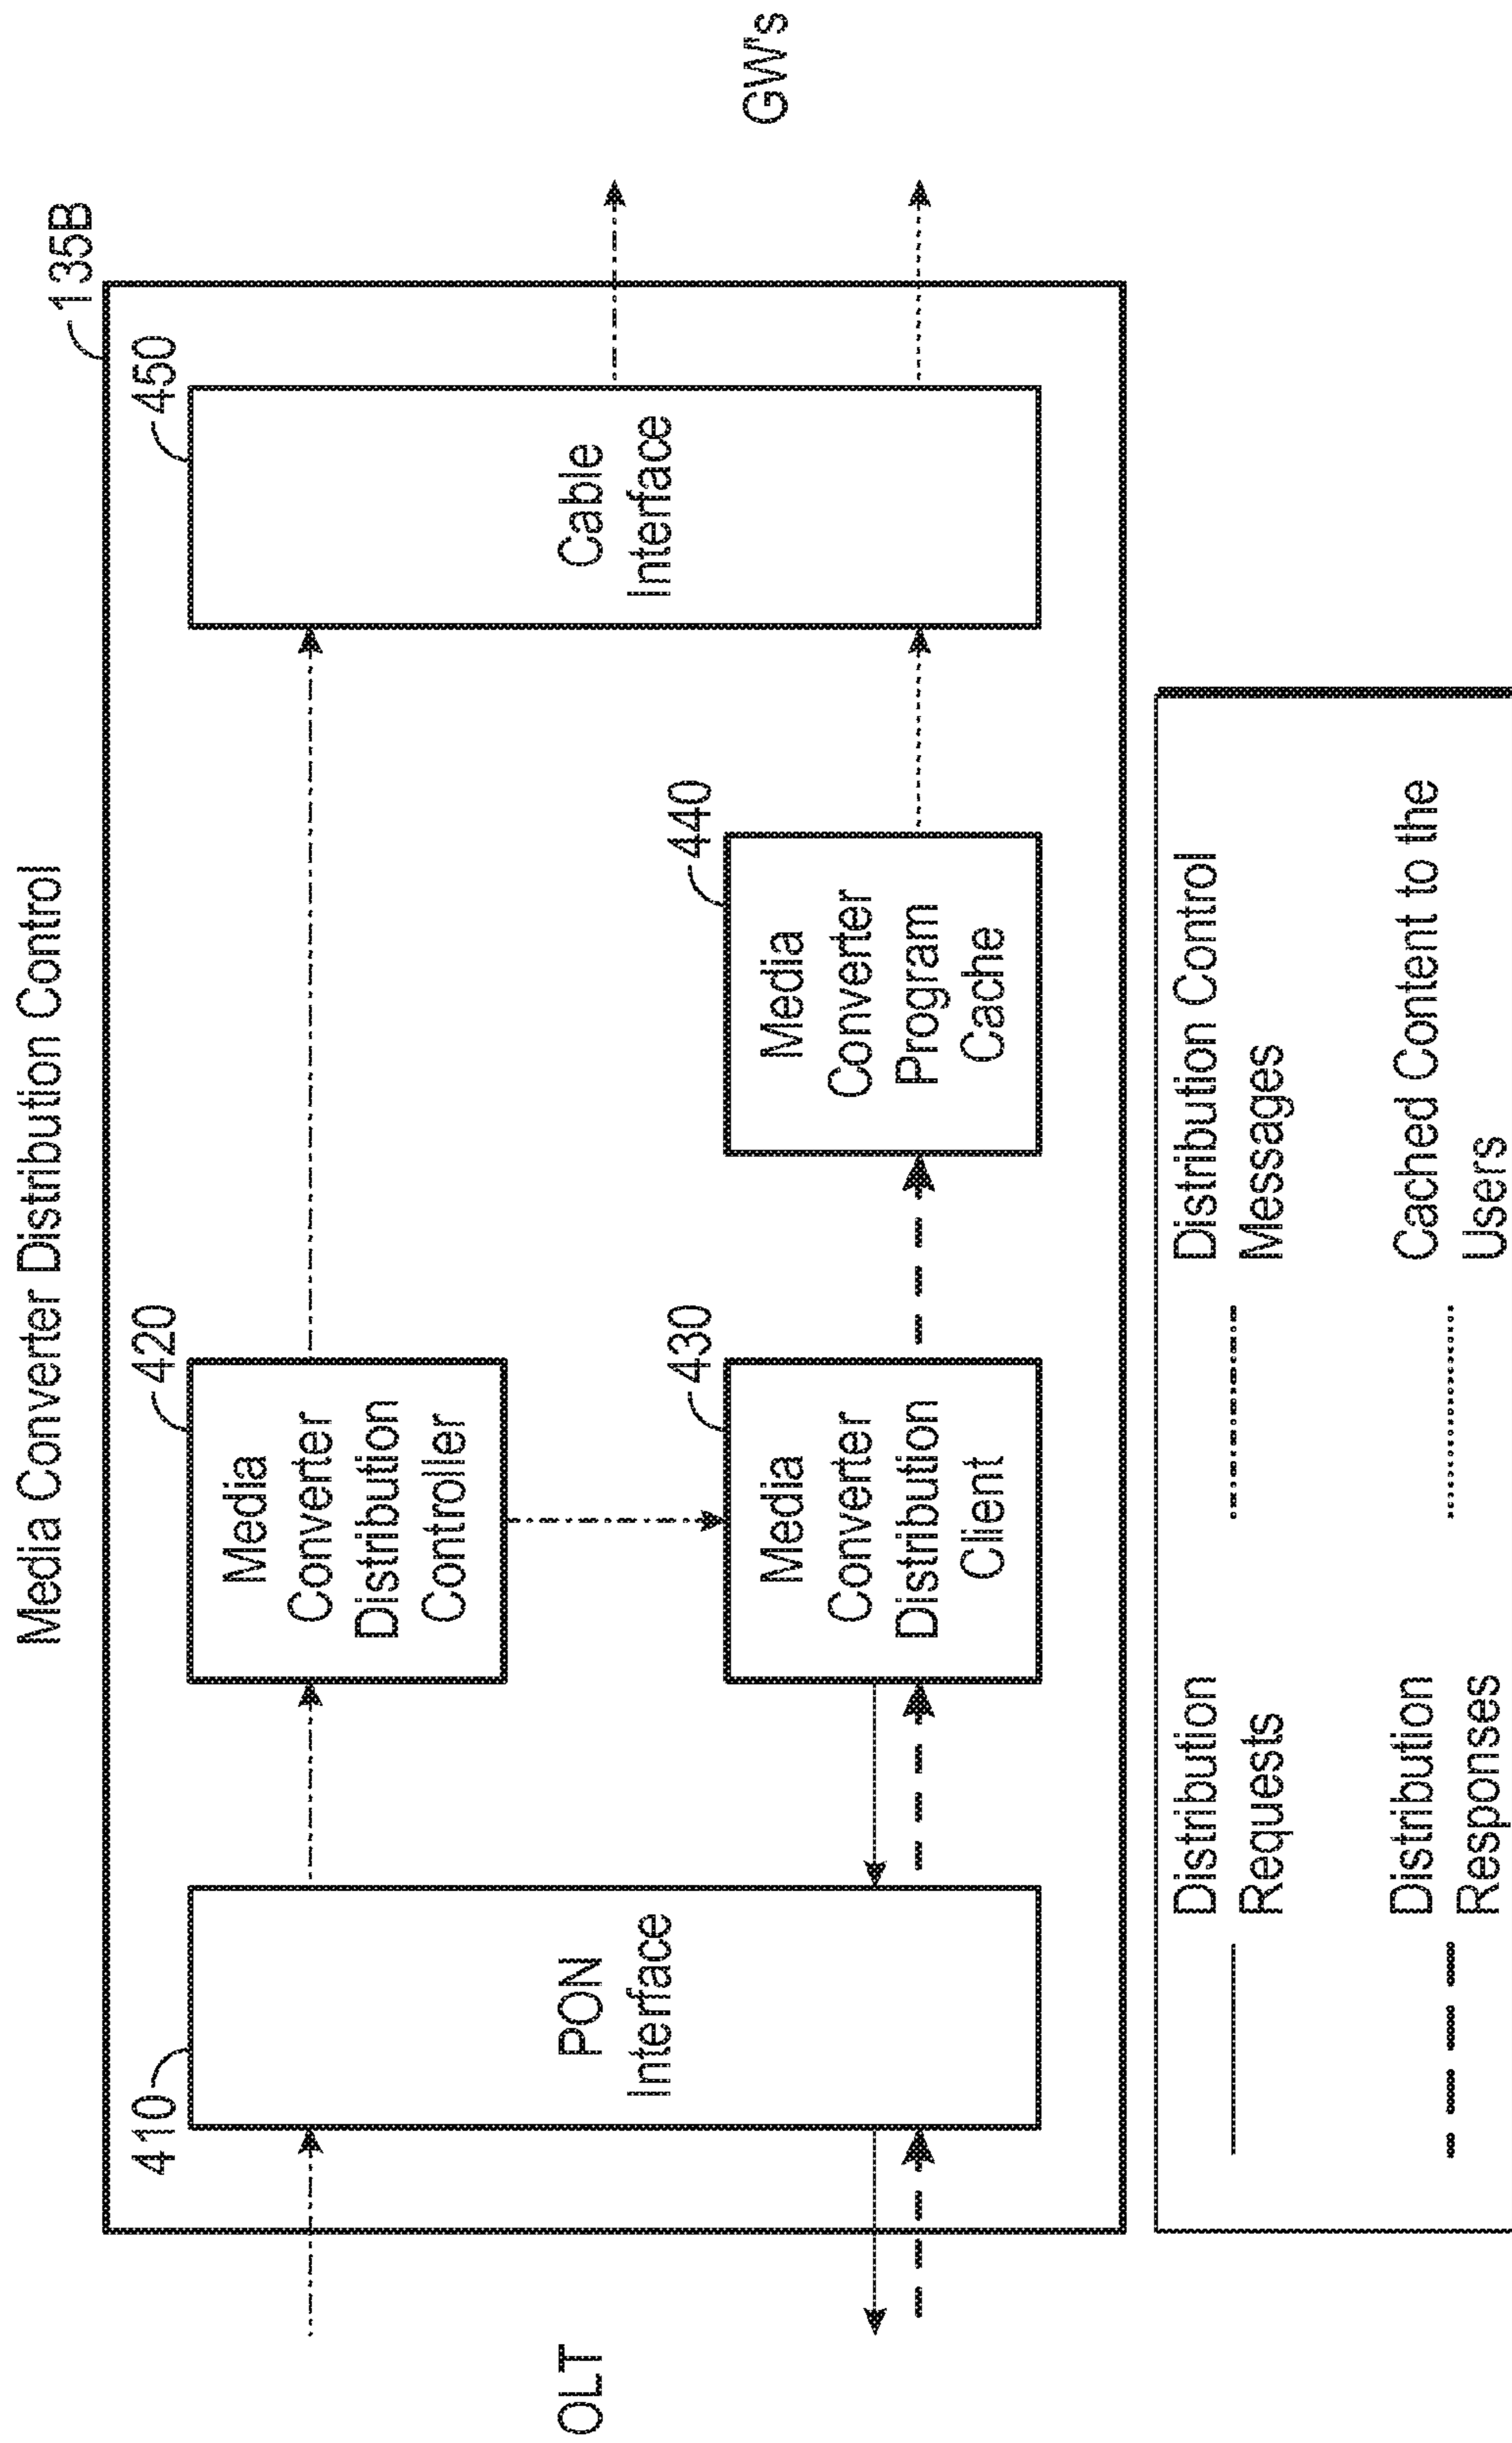 Media Converter Distribution Control
135B
410
PON
Interface
420
Media
Converter
Distribution
Controller
430
Media
Converter
Distribution
Client
440
Media
Converter
Program
Cache
450
Cable
Interface
OLT
GW's
Distribution
Requests
Distribution Control
Messages
Distribution
Responses
Cached Content to the
Users